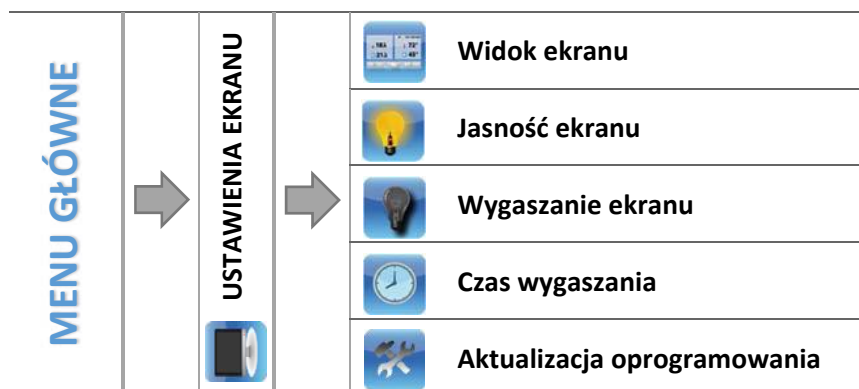 MENU GŁÓWNE
USTAWIENIA EKRANU
Widok ekranu
Jasność ekranu
Wygaszanie ekranu
Czas wygaszania
Aktualizacja oprogramowania